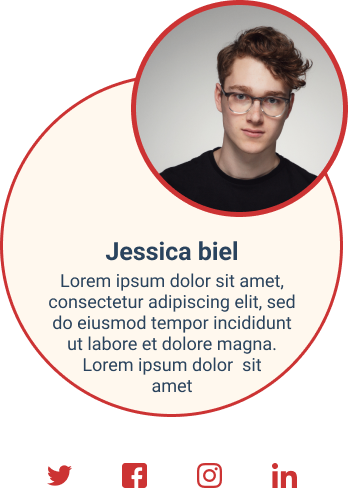 Jessica biel
Lorem ipsum dolor sit amet,
consectetur adipiscing elit, sed
do eiusmod tempor incididunt
ut labore et dolore magna.
Lorem ipsum dolor  sit
amet